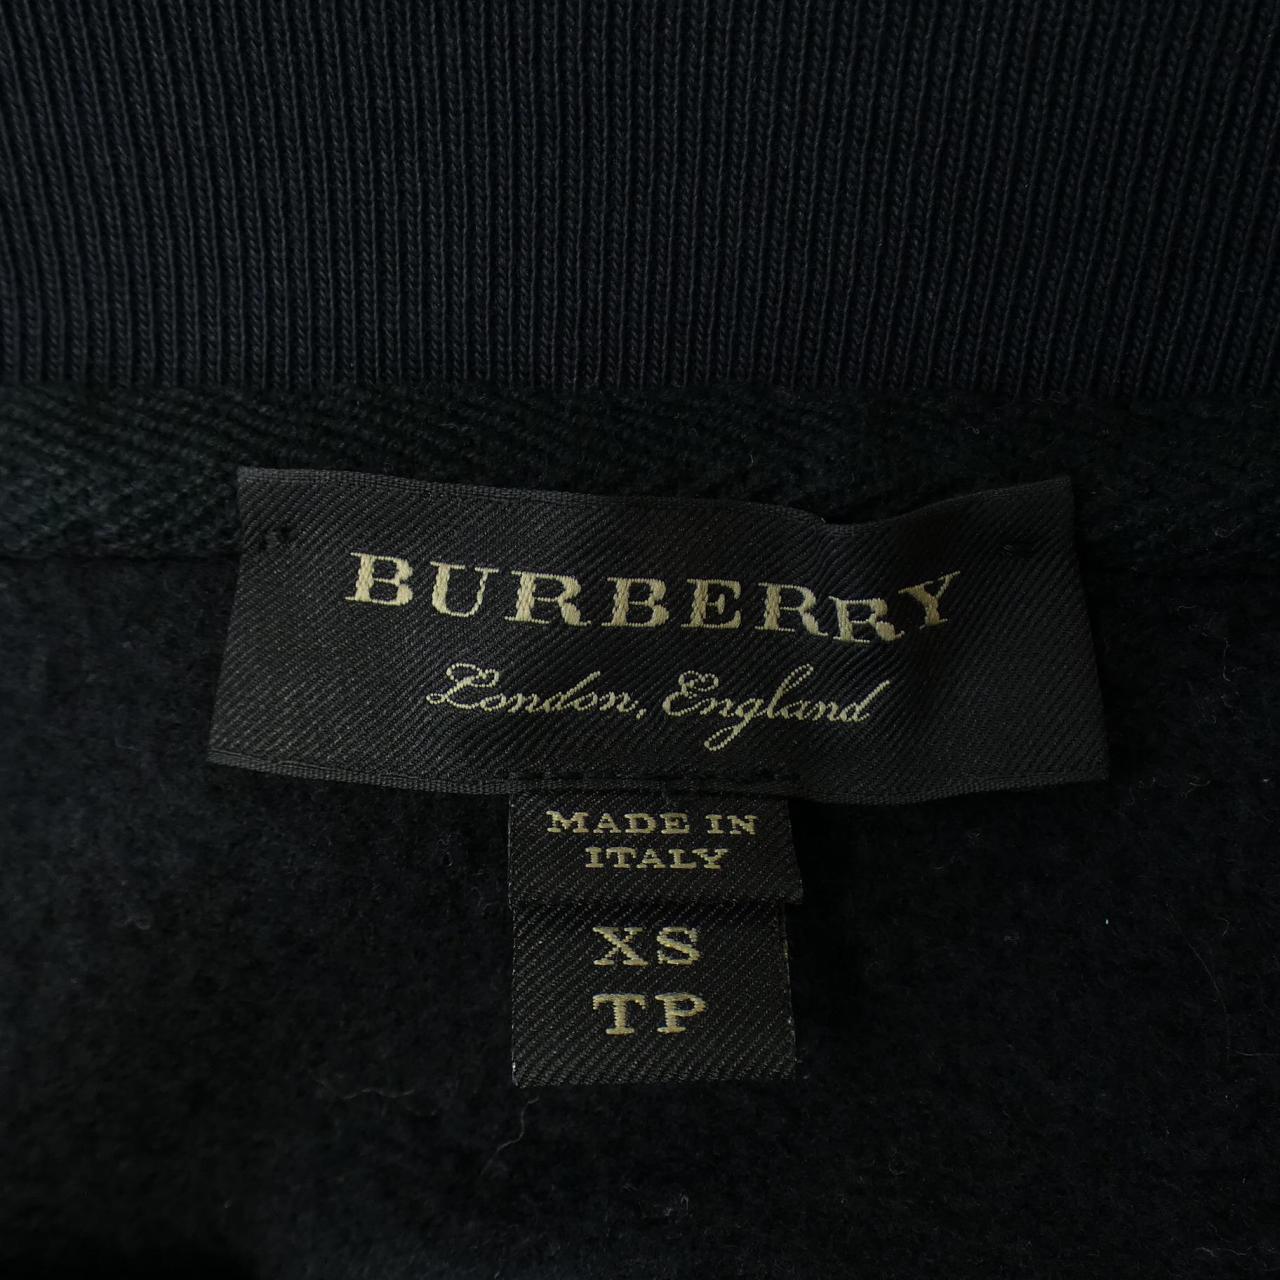 BURBERRY
London, England
MADE IN
ITALY
XS
TP